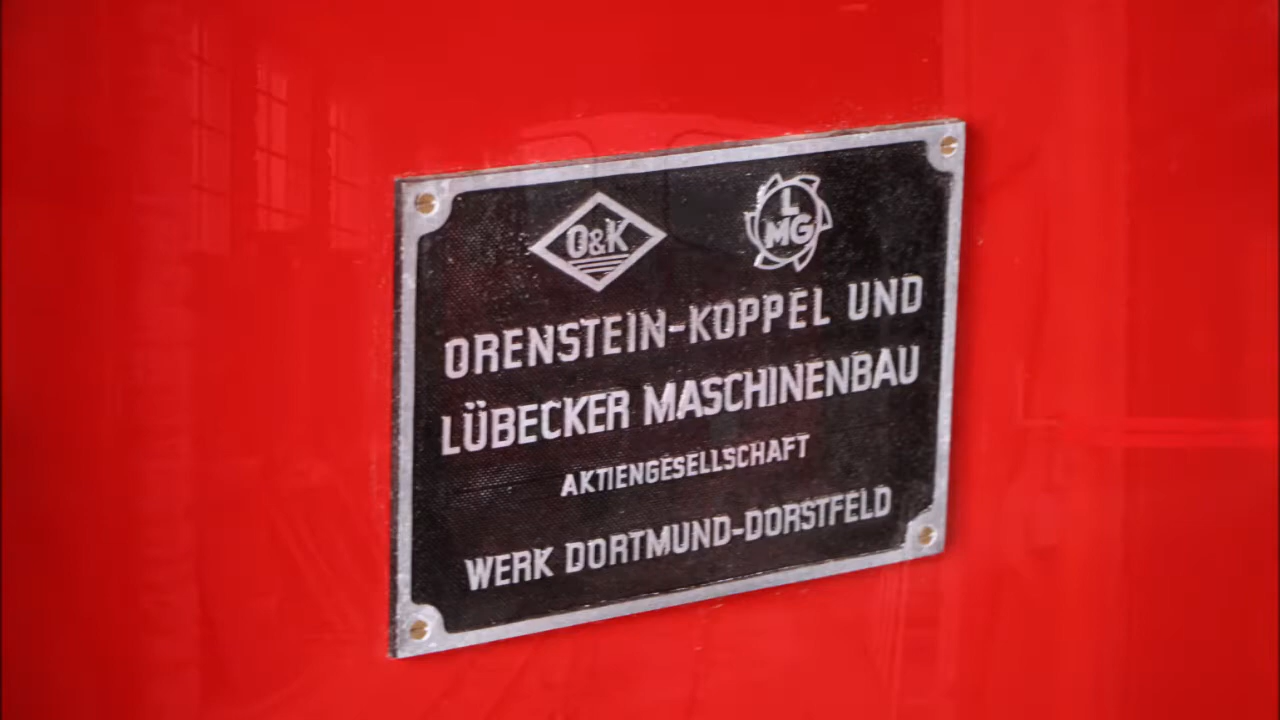 O&K
L
MG
ORENSTEIN-KOPPEL UND
LÜBECKER MASCHINENBAU
AKTIENGESELLSCHAFT
WERK DORTMUND-DORSTFELD